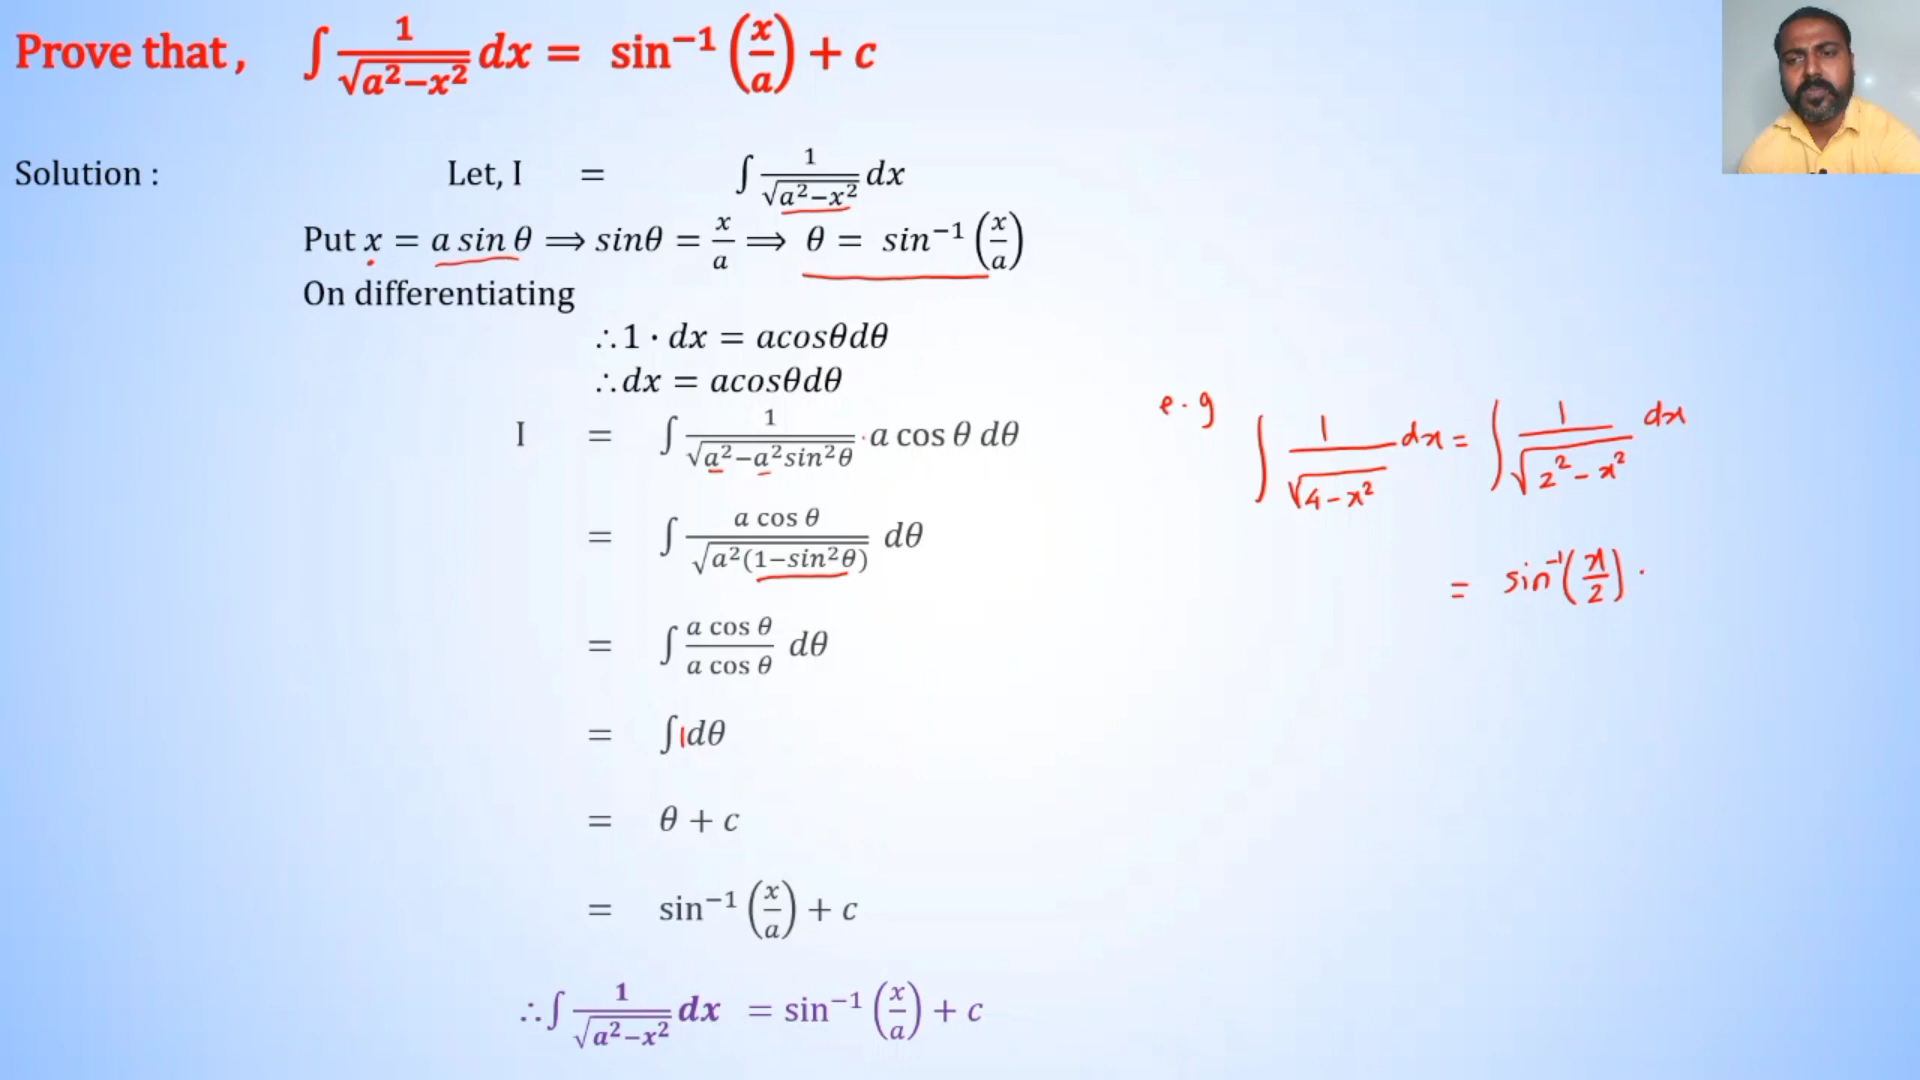 Prove that, ∫ 1/√(a²−x²) dx = sin⁻¹(x/a) + c
Solution : Let, I = ∫ 1/√(a²−x²) dx
Put x = a sin θ ⟹ sinθ = x/a ⟹ θ = sin⁻¹(x/a)
On differentiating
∴ 1 · dx = acosθdθ
∴ dx = acosθdθ
I = ∫ 1/√(a²−a²sin²θ) · a cos θ dθ
= ∫ a cos θ/√(a²(1−sin²θ)) dθ
= ∫ a cos θ/a cos θ dθ
= ∫1dθ
= θ + c
= sin⁻¹(x/a) + c
∴ ∫ 1/√(a²−x²) dx = sin⁻¹(x/a) + c
e.g ∫ 1/√(4−x²) dx = ∫ 1/√(2²−x²) dx
= sin⁻¹(x/2) .